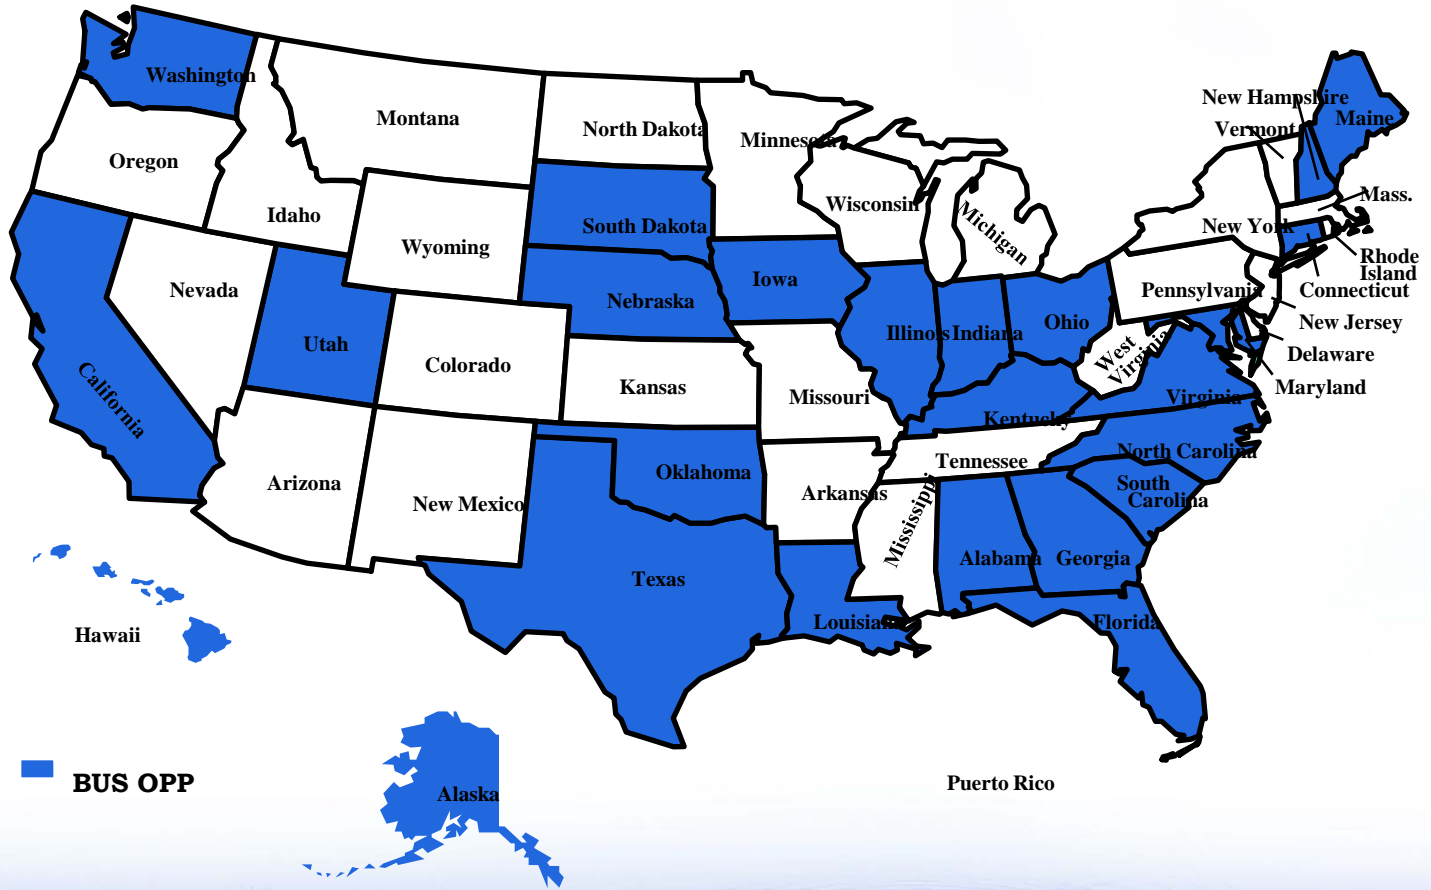 Washington
Montana
North Dakota
Minnesota
New Hampshire
Vermont
Maine
Oregon
Idaho
Wyoming
South Dakota
Wisconsin
Michigan
New York
Mass.
Rhode
Island
Connecticut
New Jersey
Delaware
Maryland
Nevada
Utah
Colorado
Nebraska
Iowa
Illinois
Indiana
Ohio
Pennsylvania
West
Virginia
Virginia
California
Kansas
Missouri
Kentucky
North Carolina
Arizona
New Mexico
Oklahoma
Arkansas
Tennessee
South
Carolina
Mississippi
Alabama
Georgia
Texas
Louisiana
Florida
Hawaii
BUS OPP
Alaska
Puerto Rico